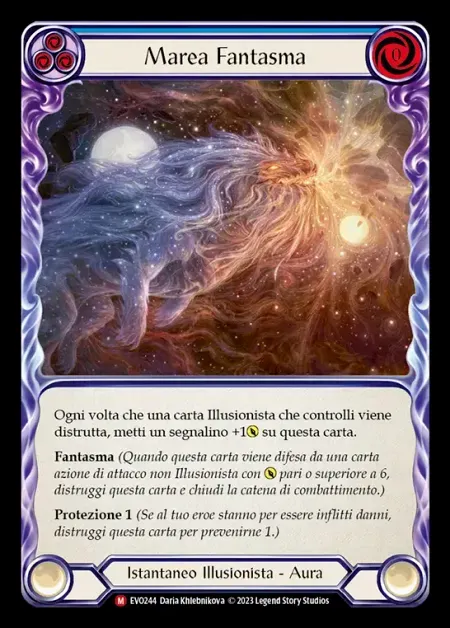 Marea Fantasma
0
Ogni volta che una carta Illusionista che controlli viene
distrutta, metti un segnalino +1 su questa carta.
Fantasma (Quando questa carta viene difesa da una carta
azione di attacco non Illusionista con pari o superiore a 6,
distruggi questa carta e chiudi la catena di combattimento.)
Protezione 1 (Se al tuo eroe stanno per essere inflitti danni,
distruggi questa carta per prevenirne 1.)
Istantaneo Illusionista - Aura
M EVO244 Daria Khlebnikova © 2023 Legend Story Studios